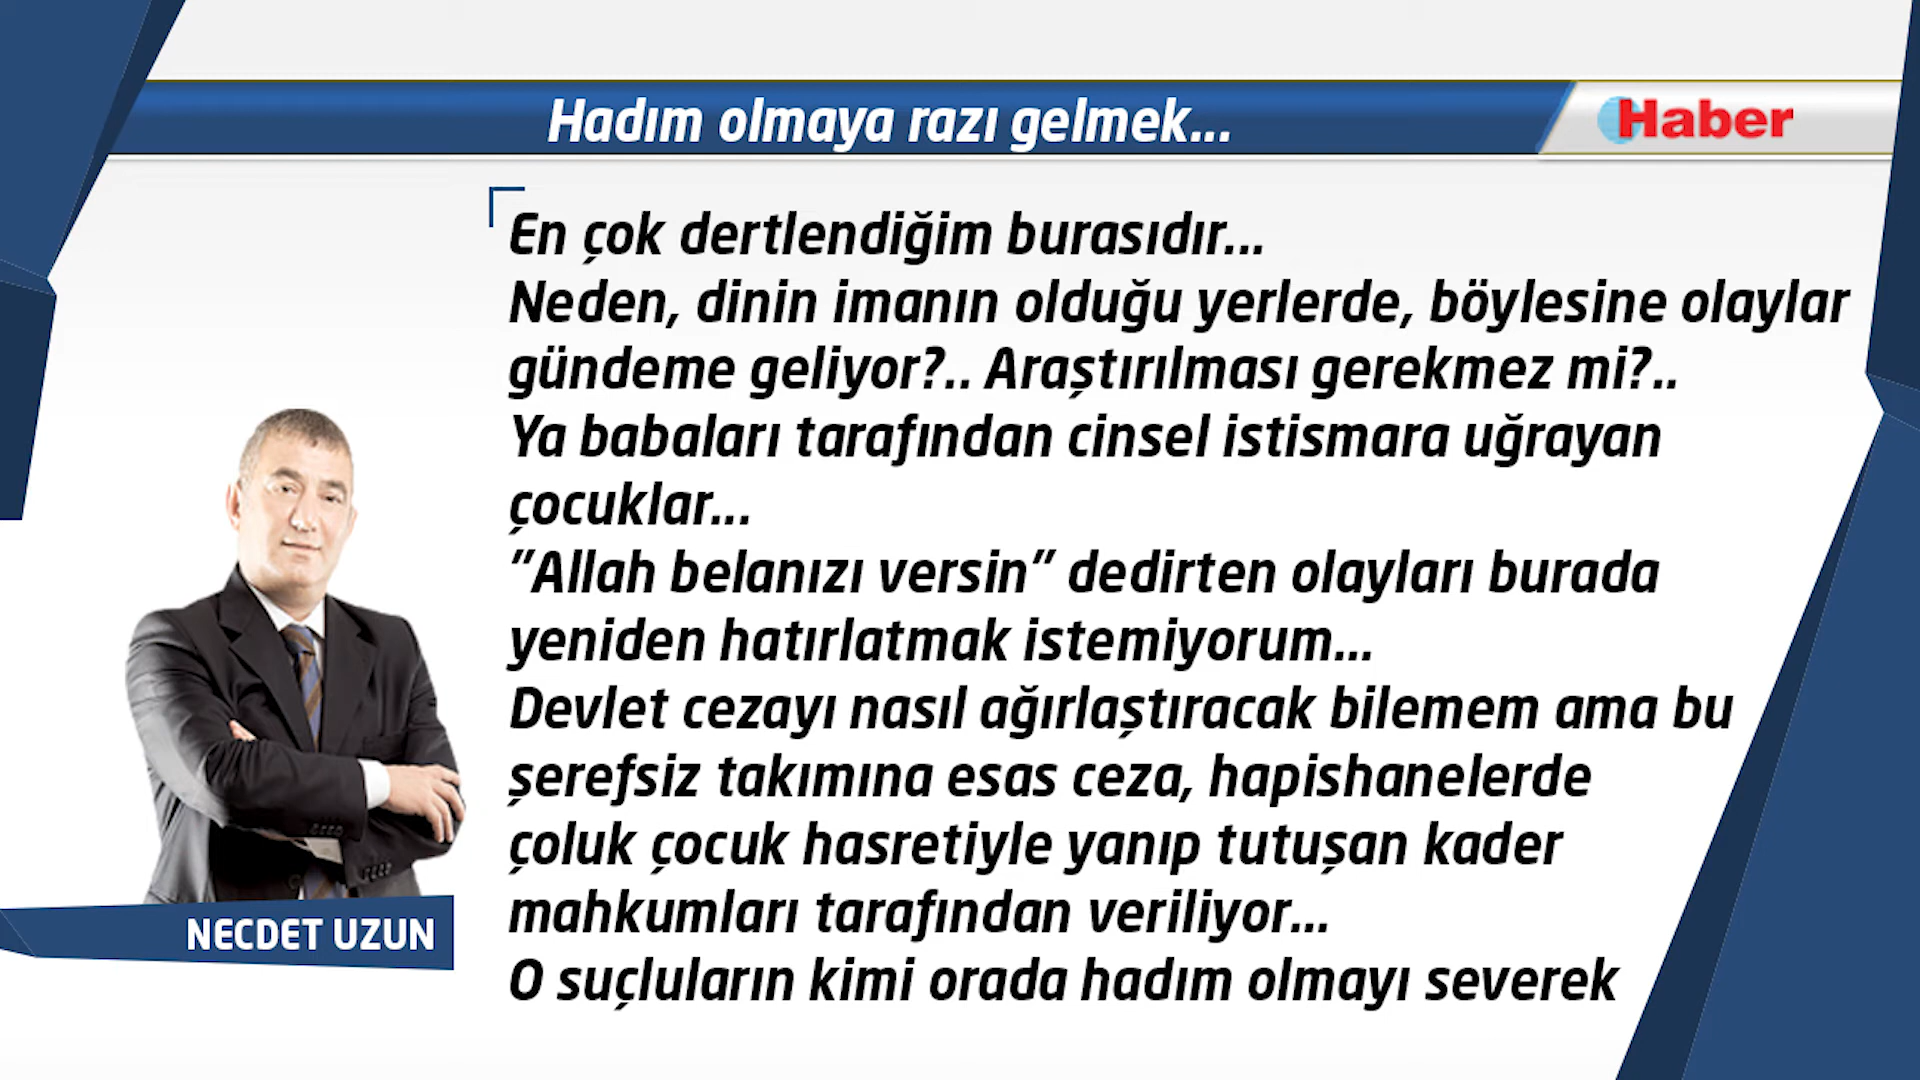 Hadım olmaya razı gelmek...
Haber
En çok dertlendiğim burasıdır...
Neden, dinin imanın olduğu yerlerde, böylesine olaylar
gündeme geliyor?.. Araştırılması gerekmez mi?..
Ya babaları tarafından cinsel istismara uğrayan
çocuklar...
"Allah belanızı versin" dedirten olayları burada
yeniden hatırlatmak istemiyorum...
Devlet cezayı nasıl ağırlaştıracak bilemem ama bu
şerefsiz takımına esas ceza, hapishanelerde
çoluk çocuk hasretiyle yanıp tutuşan kader
mahkumları tarafından veriliyor...
O suçluların kimi orada hadım olmayı severek
NECDET UZUN